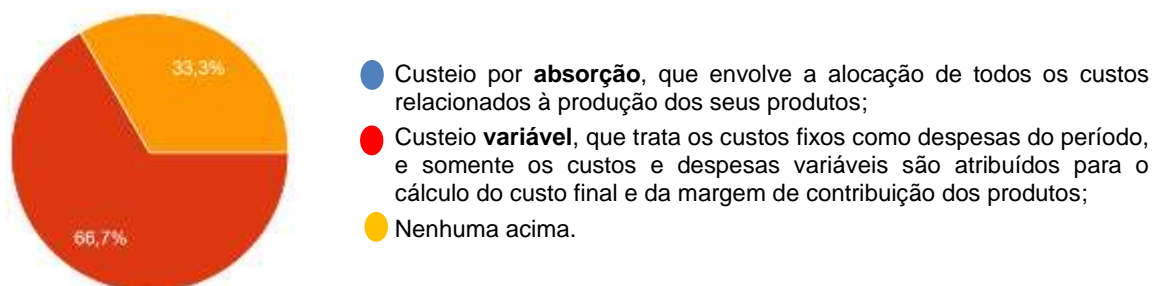 33,3%
66,7%
Custeio por absorção, que envolve a alocação de todos os custos
relacionados à produção dos seus produtos;
Custeio variável, que trata os custos fixos como despesas do período,
e somente os custos e despesas variáveis são atribuídos para o
cálculo do custo final e da margem de contribuição dos produtos;
Nenhuma acima.